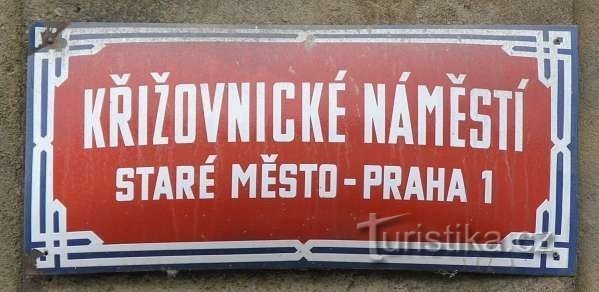 KŘIŽOVNICKÉ NÁMĚSTÍ
STARÉ MĚSTO - PRAHA 1
Turistika.cz